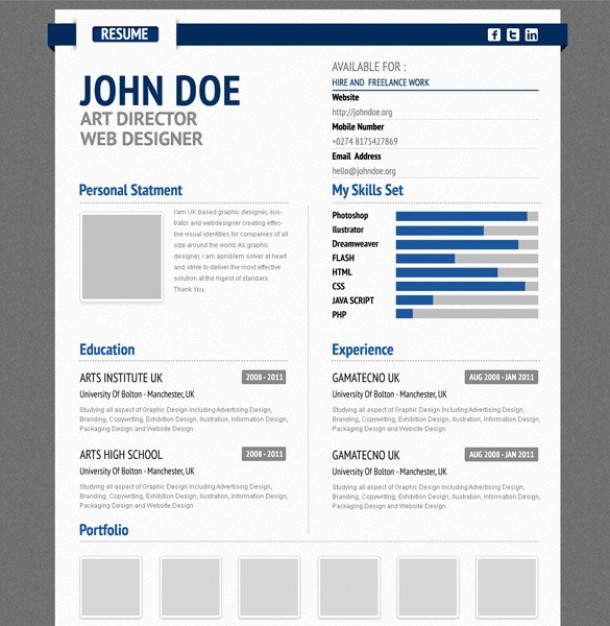 RESUME
JOHN DOE
ART DIRECTOR
WEB DESIGNER
AVAILABLE FOR :
HIRE AND FREELANCE WORK
Website
http://johndoe.org
Mobile Number
+0274 8175427869
Email Address
hello@johndoe.org
Personal Statment
I'am UK based graphic designer, ilus-
trator and webdesigner creating effec-
tive visual identities for companies of all
size around the world. As graphic
designer, i am aproblem solver at heart
and strive to deliver the most effective
solution at the higest of standars.
Thank You..
My Skills Set
Photoshop
Ilustrator
Dreamweaver
FLASH
HTML
CSS
JAVA SCRIPT
PHP
Education
ARTS INSTITUTE UK 2008 - 2011
University Of Bolton - Manchester, UK
Studying all aspect of Graphic Design Including Advertising Design,
Branding, Copywriting, Exhibition Design, Ilustration, Information Design,
Packaging Design and Website Design
ARTS HIGH SCHOOL 2008 - 2011
University Of Bolton - Manchester, UK
Studying all aspect of Graphic Design Including Advertising Design,
Branding, Copywriting, Exhibition Design, Ilustration, Information Design,
Packaging Design and Website Design
Experience
GAMATECNO UK AUG 2008 - JAN 2011
University Of Bolton - Manchester, UK
Studying all aspect of Graphic Design Including Advertising Design,
Branding, Copywriting, Exhibition Design, Ilustration, Information Design,
Packaging Design and Website Design
GAMATECNO UK AUG 2008 - JAN 2011
University Of Bolton - Manchester, UK
Studying all aspect of Graphic Design Including Advertising Design,
Branding, Copywriting, Exhibition Design, Ilustration, Information Design,
Packaging Design and Website Design
Portfolio